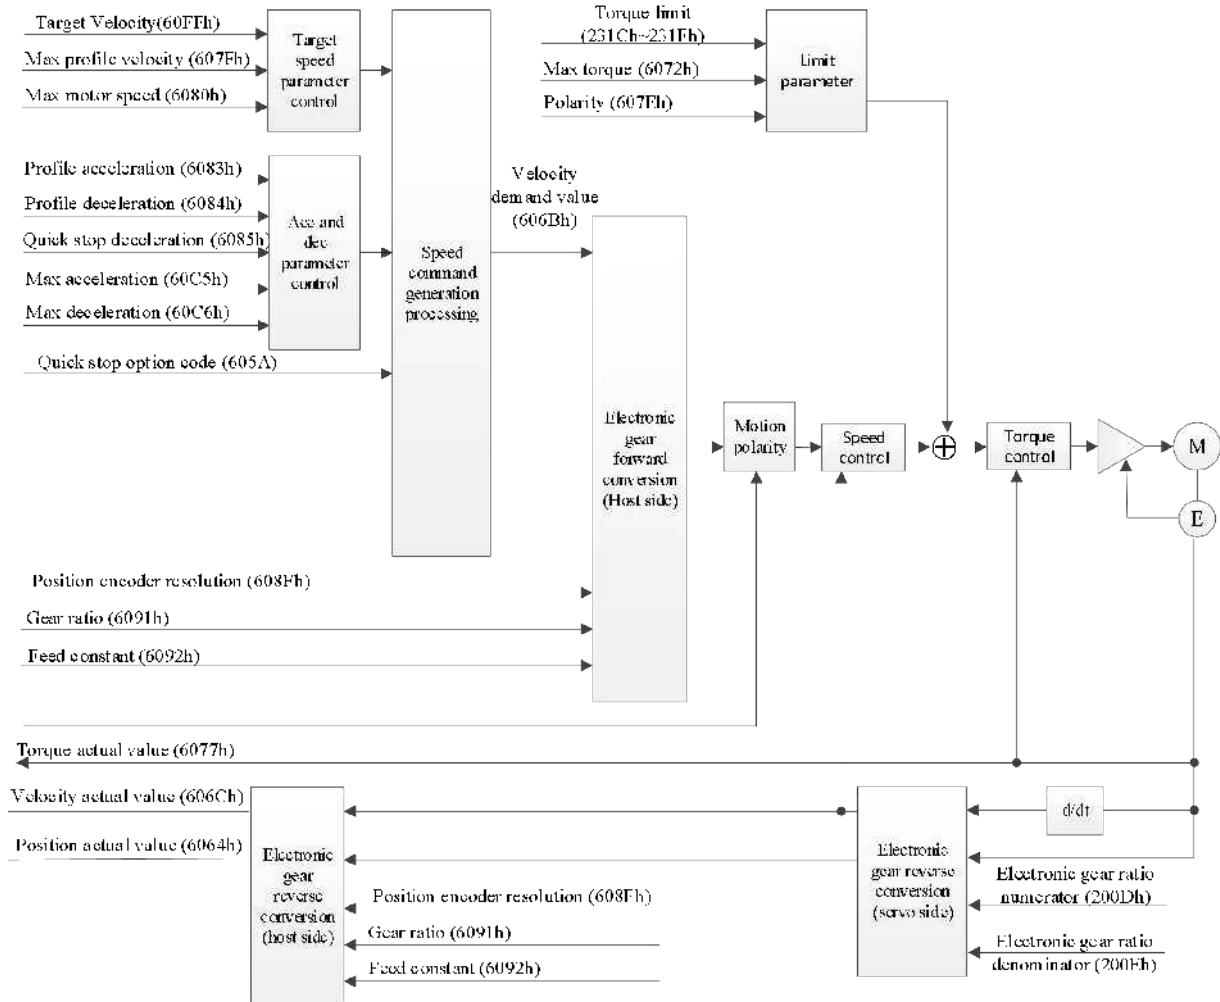 Target Velocity(60FFh)
Max profile velocity (607Fh)
Max motor speed (6080h)
Target
speed
parameter
control
Torque limit
(231Ch~231Eh)
Max torque (6072h)
Polarity (607Eh)
Limit
parameter
Profile acceleration (6083h)
Profile deceleration (6084h)
Quick stop deceleration (6085h)
Max acceleration (60C5h)
Max deceleration (60C6h)
Acc and
dec
parameter
control
Quick stop option code (605A)
Speed
command
generation
processing
Velocity
demand value
(606Bh)
Electronic
gear
forward
conversion
(Host side)
Motion
polarity
Speed
control
Torque
control
M
E
Position encoder resolution (608Fh)
Gear ratio (6091h)
Feed constant (6092h)
Torque actual value (6077h)
Velocity actual value (606Ch)
Position actual value (6064h)
Electronic
gear
reverse
conversion
(host side)
Position encoder resolution (608Fh)
Gear ratio (6091h)
Feed constant (6092h)
Electronic
gear reverse
conversion
(servo side)
d/dt
Electronic gear ratio
numerator (200Dh)
Electronic gear ratio
denominator (200Eh)